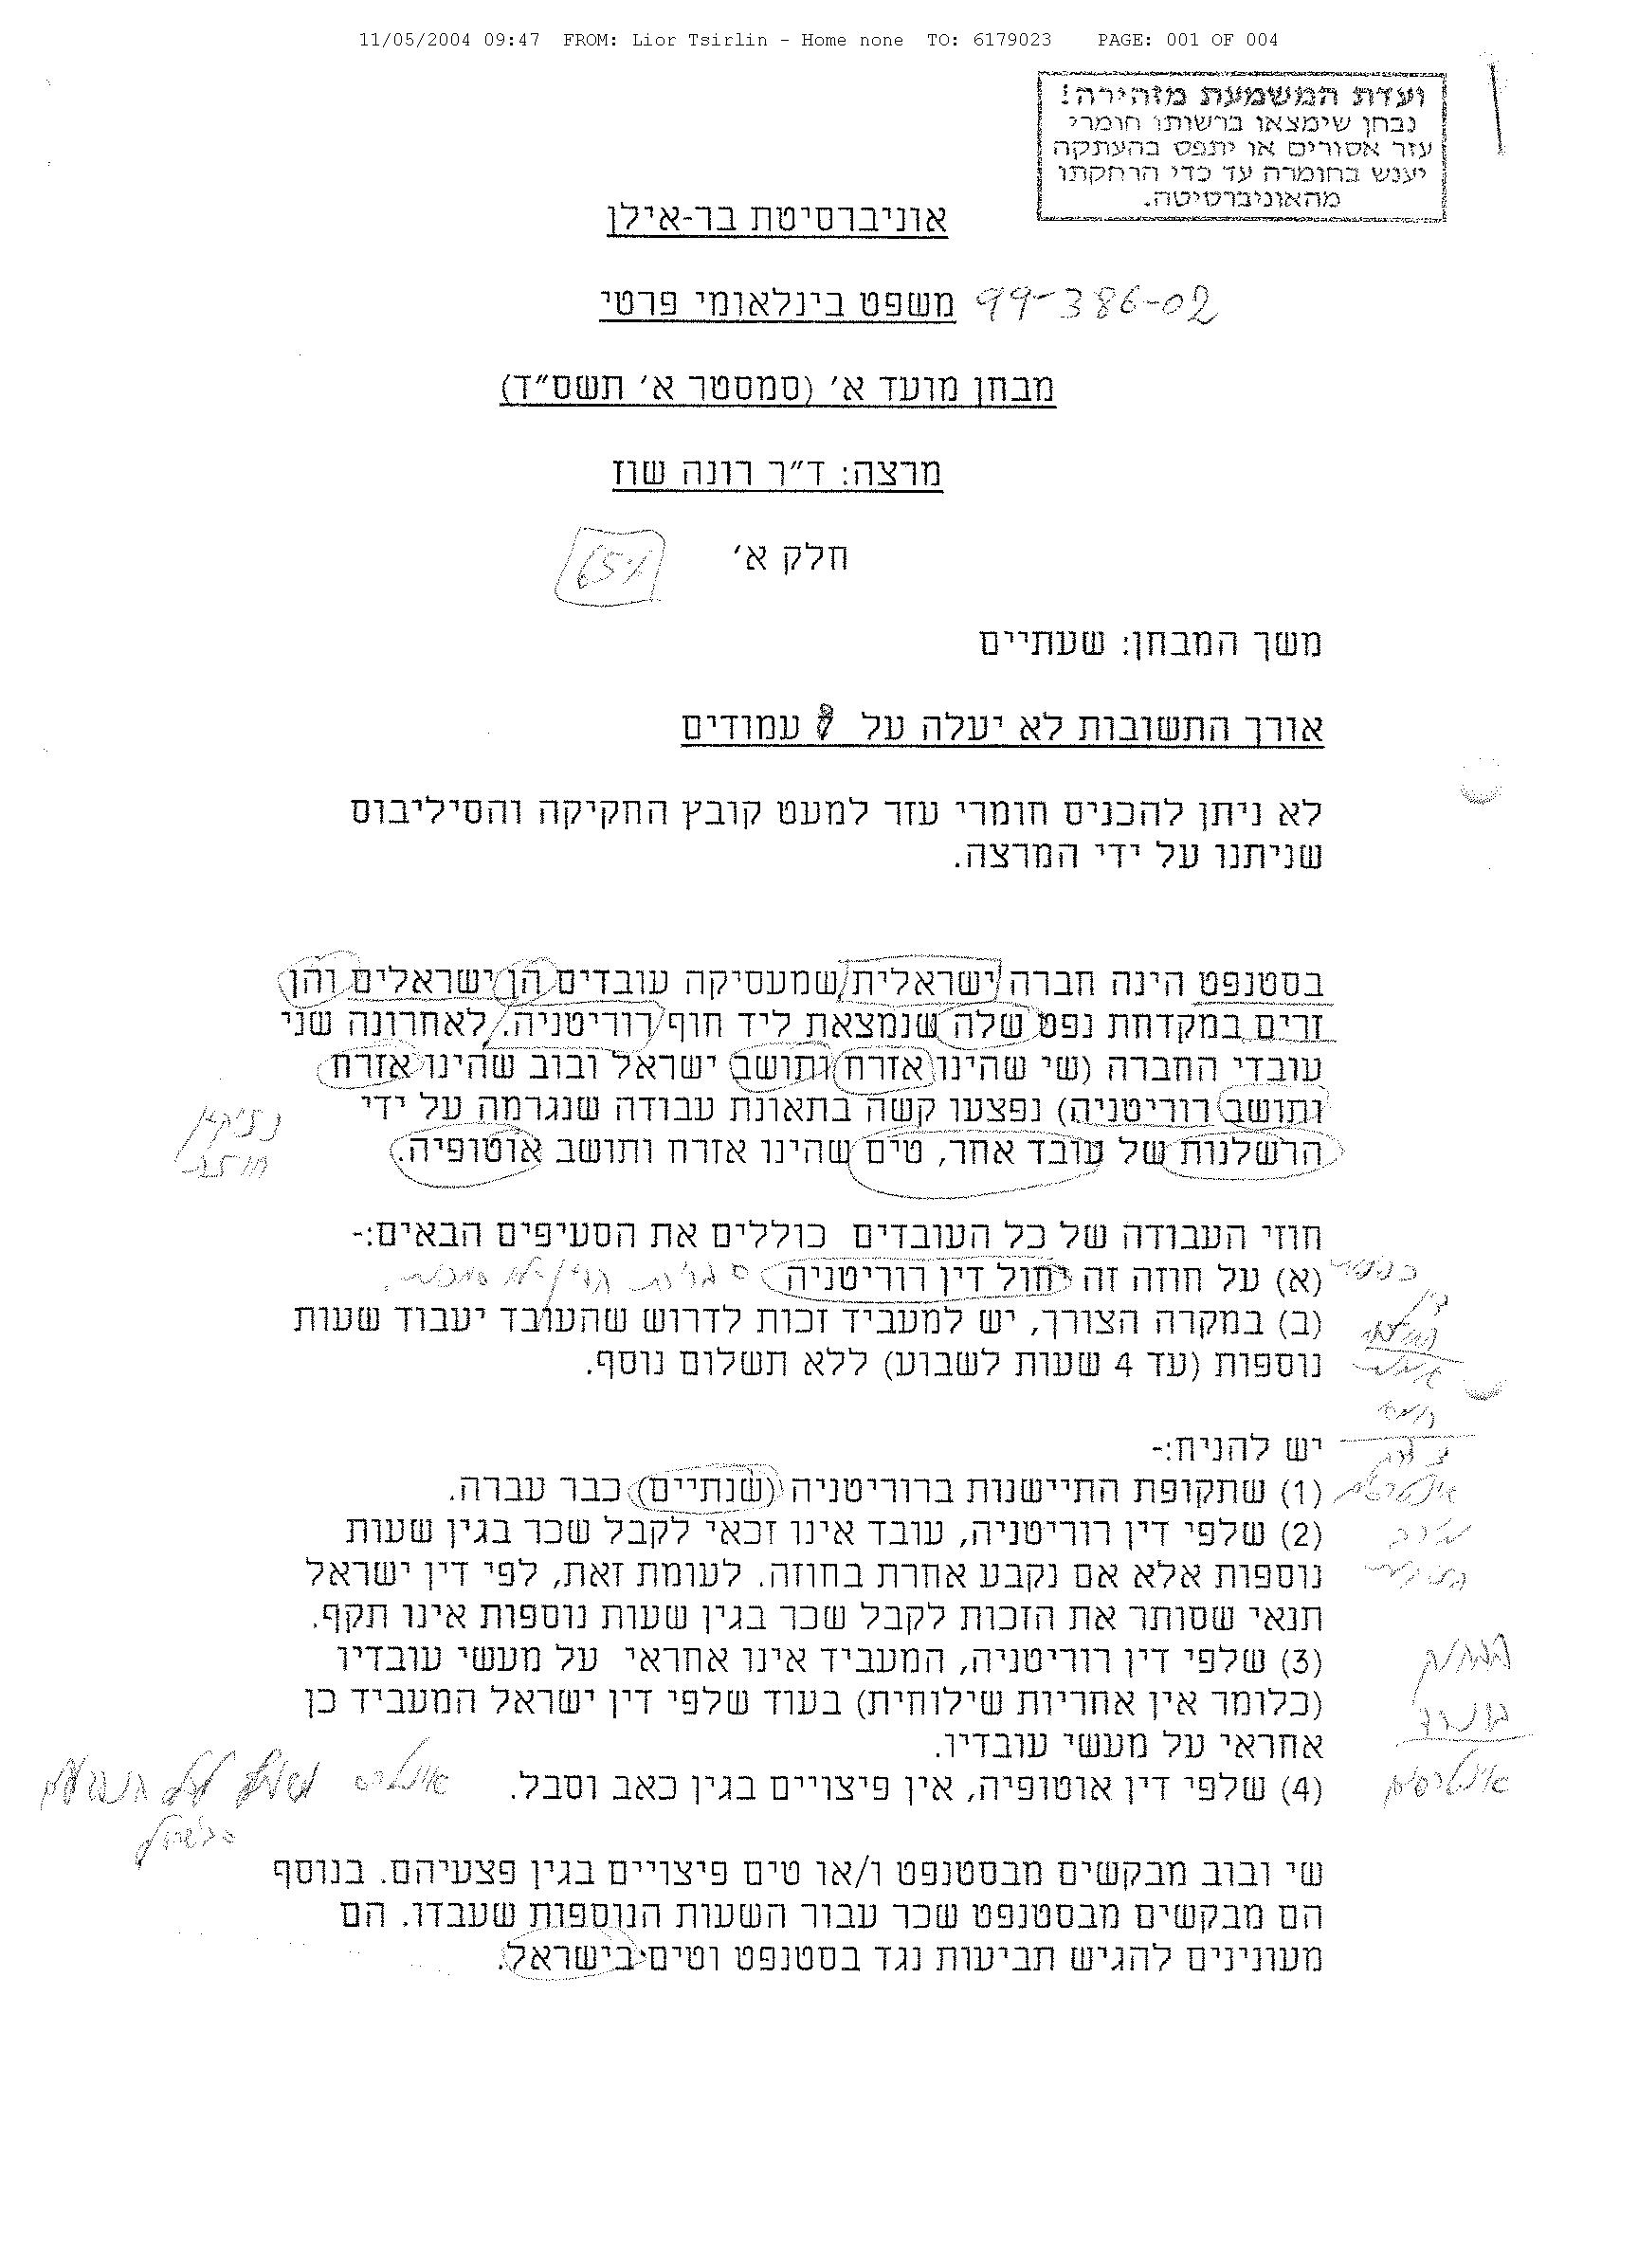 11/05/2004 09:47 FROM: Lior Tsirlin - Home none TO: 6179023 PAGE: 001 OF 004
ועדת המשמעת מזהירה!
נבחן שימצאו ברשותו חומרי
עזר אסורים או יתפס בהעתקה
יענש בחומרה עד כדי הרחקתו
מהאוניברסיטה.
אוניברסיטת בר-אילן
משפט בינלאומי פרטי 99-386-02
מבחן מועד א' (סמסטר א' תשס"ד)
מרצה: ד"ר רונה שוז
חלק א'
65%
משך המבחן: שעתיים
אורך התשובות לא יעלה על 8 עמודים
לא ניתן להכניס חומרי עזר למעט קובץ החקיקה והסיליבוס
שניתנו על ידי המרצה.
בסטנפט הינה חברה ישראלית שמעסיקה עובדים הן ישראלים והן
זרים במקדחת נפט שלה שנמצאת ליד חוף רוריטניה. לאחרונה שני
עובדי החברה (שי שהינו אזרח ותושב ישראל ובוב שהינו אזרח
ותושב רוריטניה) נפצעו קשה בתאונת עבודה שנגרמה על ידי
הרשלנות של עובד אחר, טים שהינו אזרח ותושב אוטופיה.
חוזי העבודה של כל העובדים כוללים את הסעיפים הבאים:-
(א) על חוזה זה יחול דין רוריטניה
(ב) במקרה הצורך, יש למעביד זכות לדרוש שהעובד יעבוד שעות
נוספות (עד 4 שעות לשבוע) ללא תשלום נוסף.
יש להניח:-
(1) שתקופת התיישנות ברוריטניה (שנתיים) כבר עברה.
(2) שלפי דין רוריטניה, עובד אינו זכאי לקבל שכר בגין שעות
נוספות אלא אם נקבע אחרת בחוזה. לעומת זאת, לפי דין ישראל
תנאי שסותר את הזכות לקבל שכר בגין שעות נוספות אינו תקף.
(3) שלפי דין רוריטניה, המעביד אינו אחראי על מעשי עובדיו
(כלומר אין אחריות שילוחית) בעוד שלפי דין ישראל המעביד כן
אחראי על מעשי עובדיו.
(4) שלפי דין אוטופיה, אין פיצויים בגין כאב וסבל.
שי ובוב מבקשים מבסטנפט ו/או טים פיצויים בגין פצעיהם. בנוסף
הם מבקשים מבסטנפט שכר עבור השעות הנוספות שעבדו. הם
מעונינים להגיש תביעות נגד בסטנפט וטים בישראל.